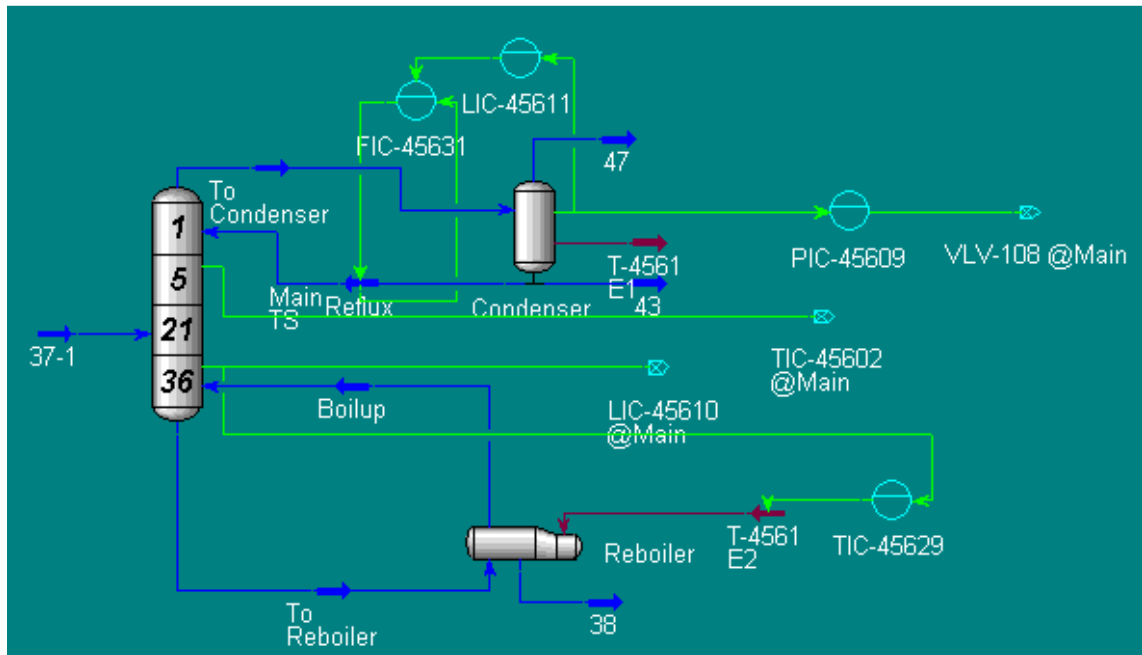 LIC-45611
FIC-45631
47
To
Condenser
1
PIC-45609
VLV-108 @Main
T-4561
E1
5
Main
TS
Reflux
Condenser
43
21
37-1
TIC-45602
@Main
36
Boilup
LIC-45610
@Main
Reboiler
T-4561
E2
TIC-45629
To
Reboiler
38